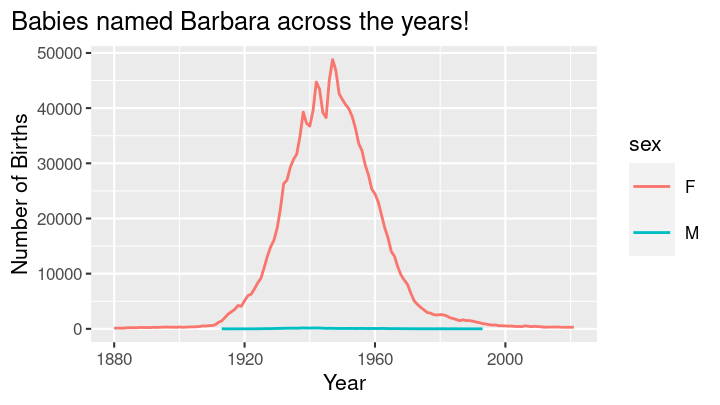 Babies named Barbara across the years!
50000
40000
30000
20000
10000
0
Number of Births
1880 1920 1960 2000
Year
sex
F
M